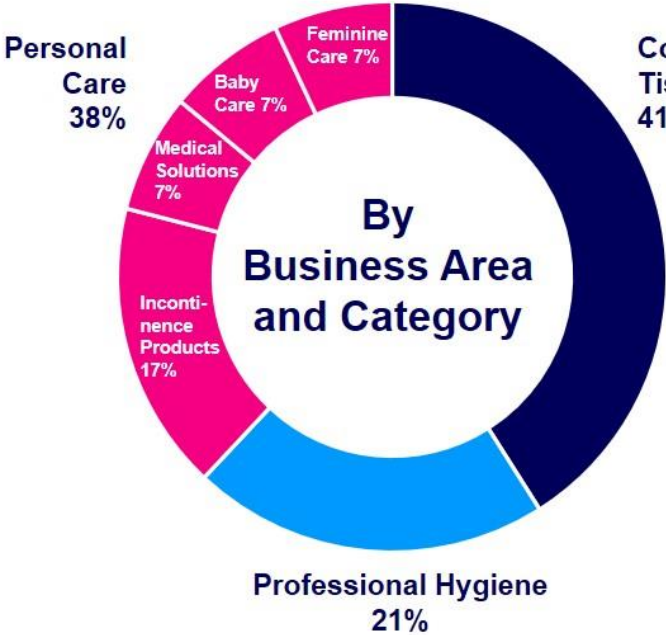 Personal
Care
38%
Feminine
Care 7%
Baby
Care 7%
Medical
Solutions
7%
Inconti-
nence
Products
17%
By
Business Area
and Category
41
Professional Hygiene
21%